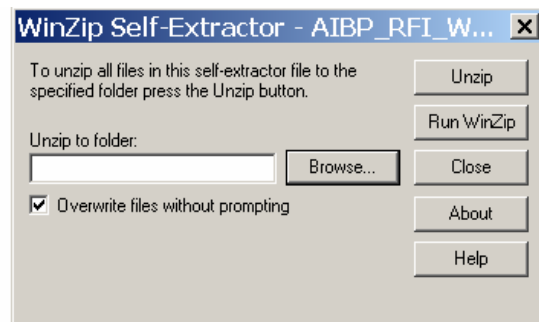 WinZip Self-Extractor - AIBP_RFI_W...
To unzip all files in this self-extractor file to the
specified folder press the Unzip button.
Unzip
Run WinZip
Unzip to folder:
Browse...
Close
Overwrite files without prompting
About
Help